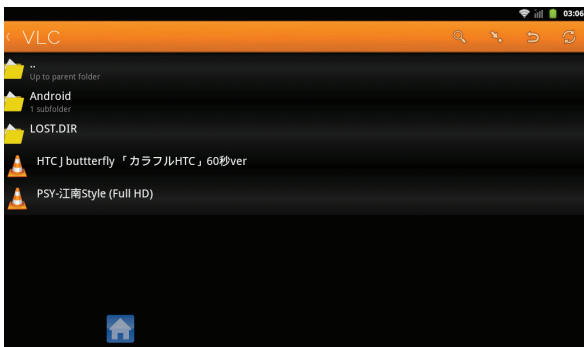 03:06
VLC
..
Up to parent folder
Android
1 subfolder
LOST.DIR
HTC J buttterfly 「カラフルHTC」60秒ver
PSY-江南Style (Full HD)